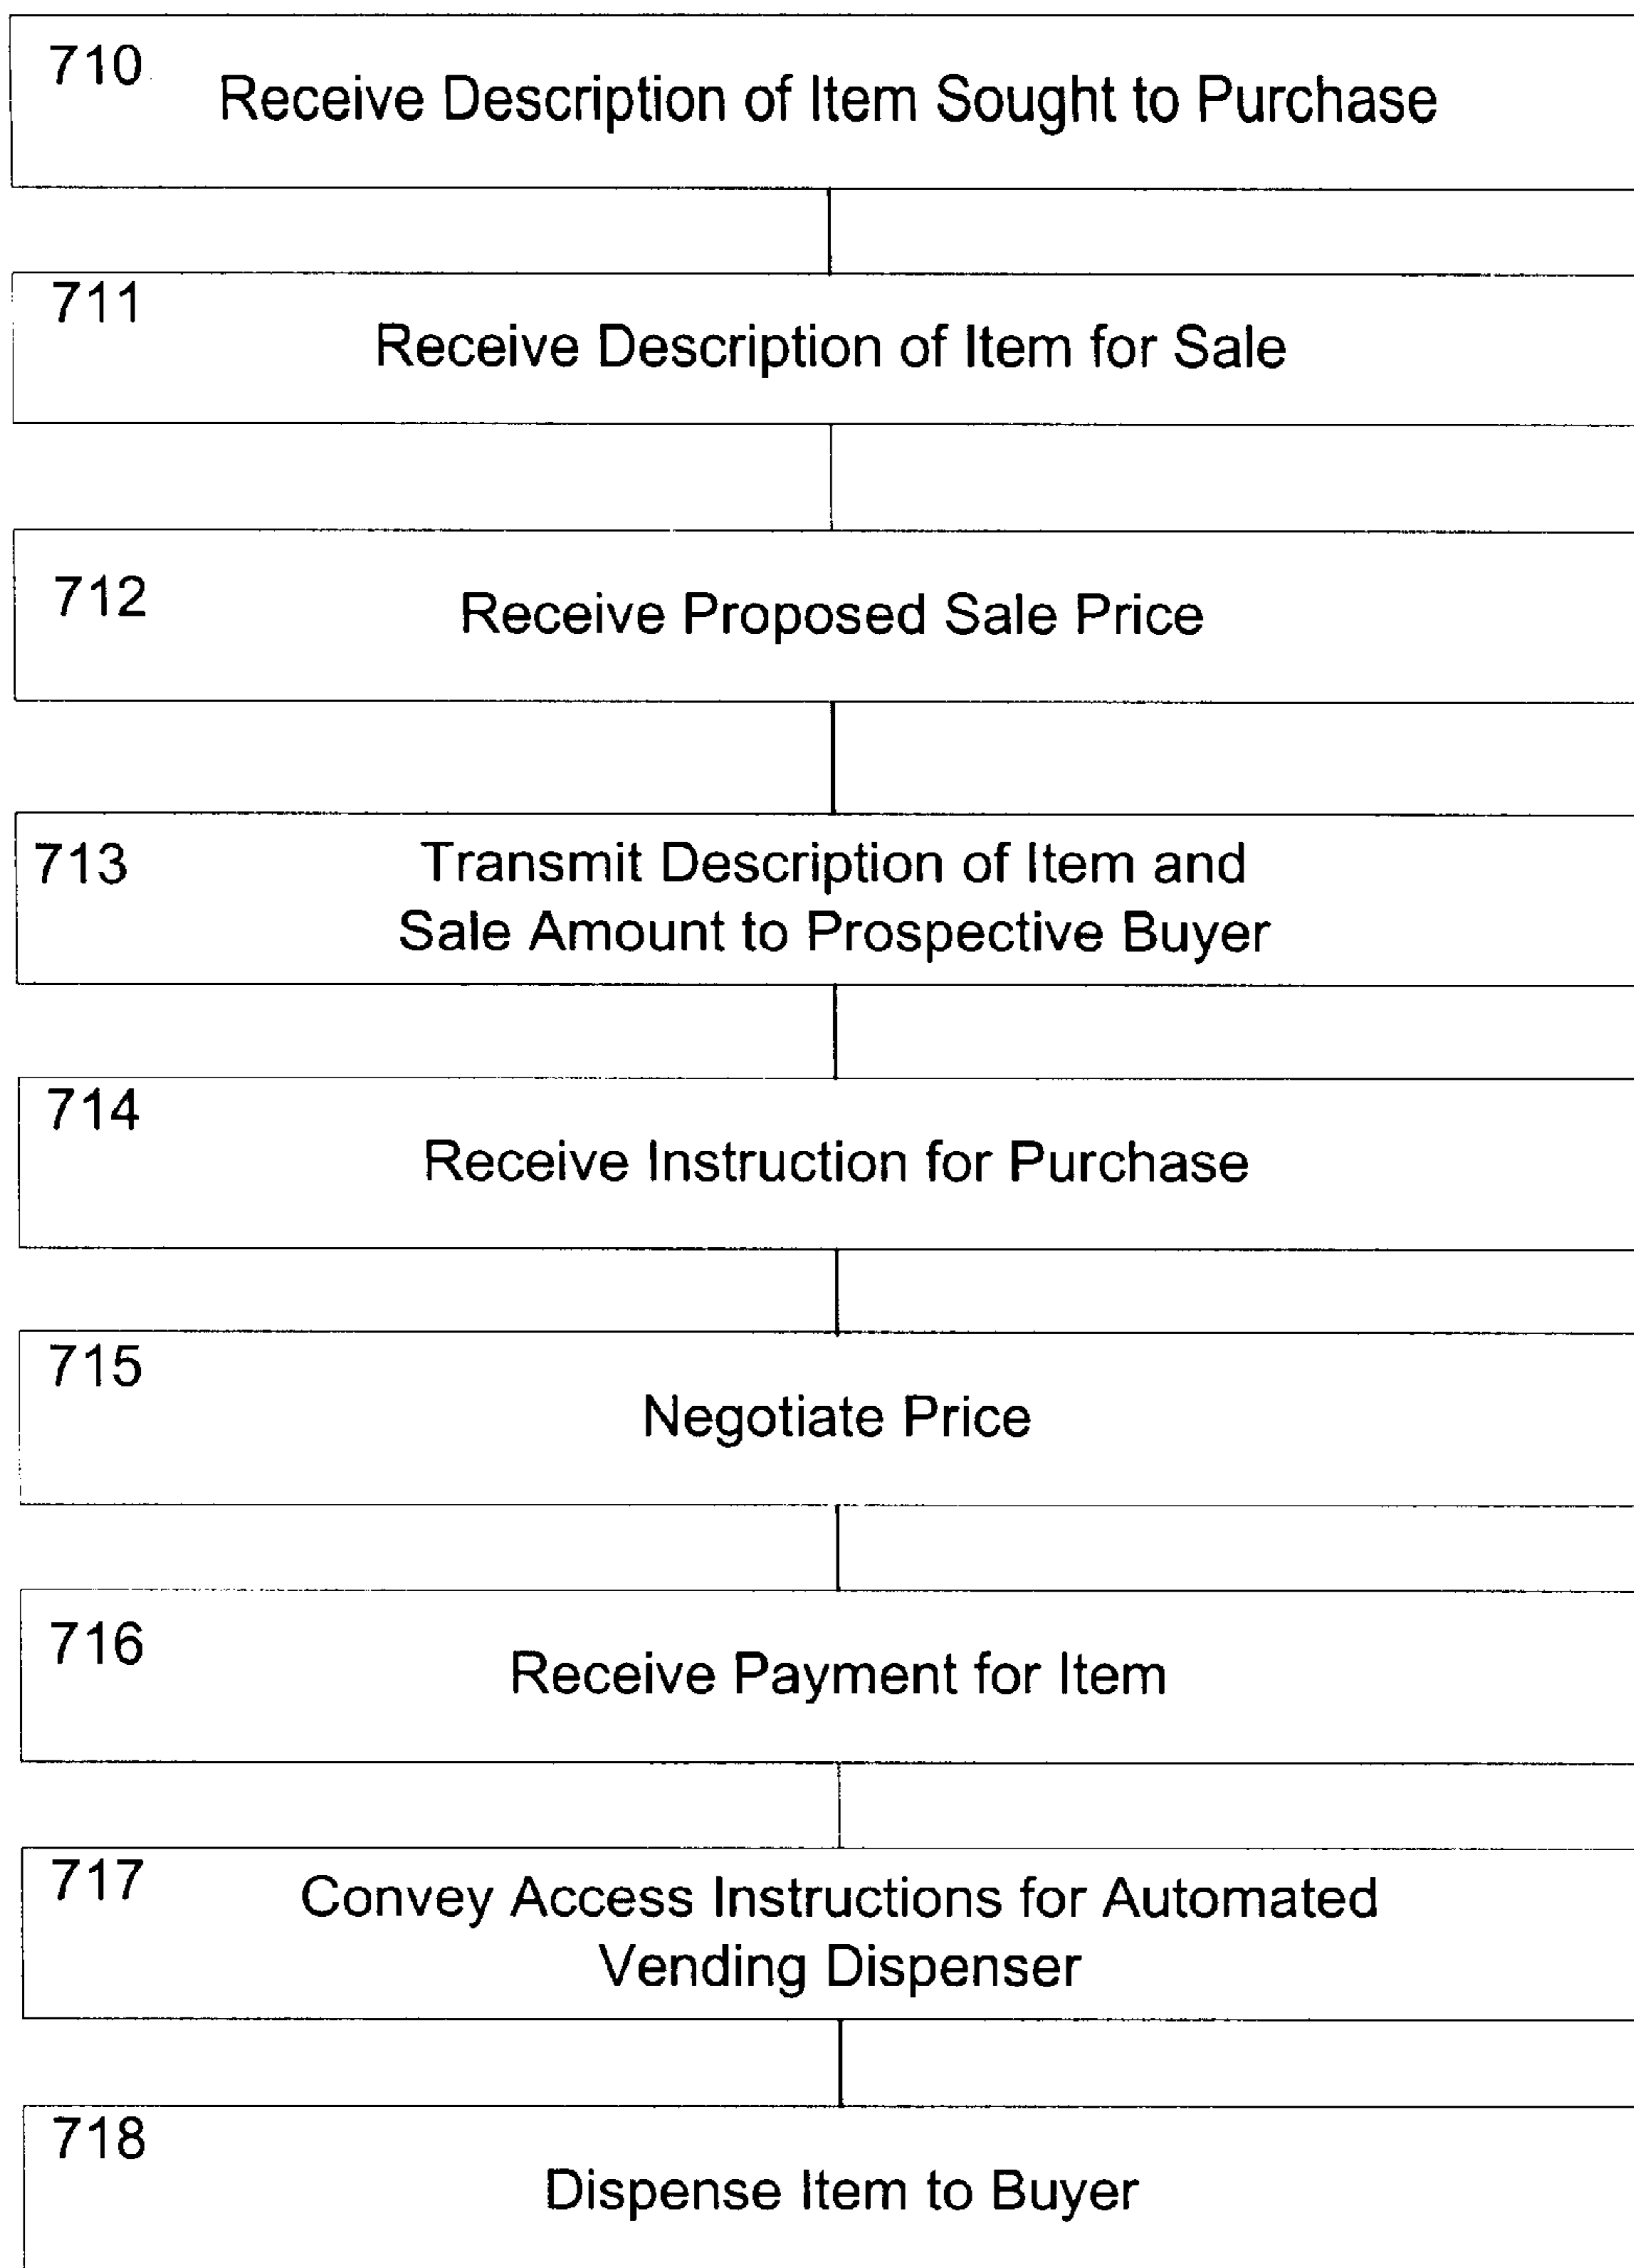 710
Receive Description of Item Sought to Purchase
711
Receive Description of Item for Sale
712
Receive Proposed Sale Price
713
Transmit Description of Item and
Sale Amount to Prospective Buyer
714
Receive Instruction for Purchase
715
Negotiate Price
716
Receive Payment for Item
717
Convey Access Instructions for Automated
Vending Dispenser
718
Dispense Item to Buyer